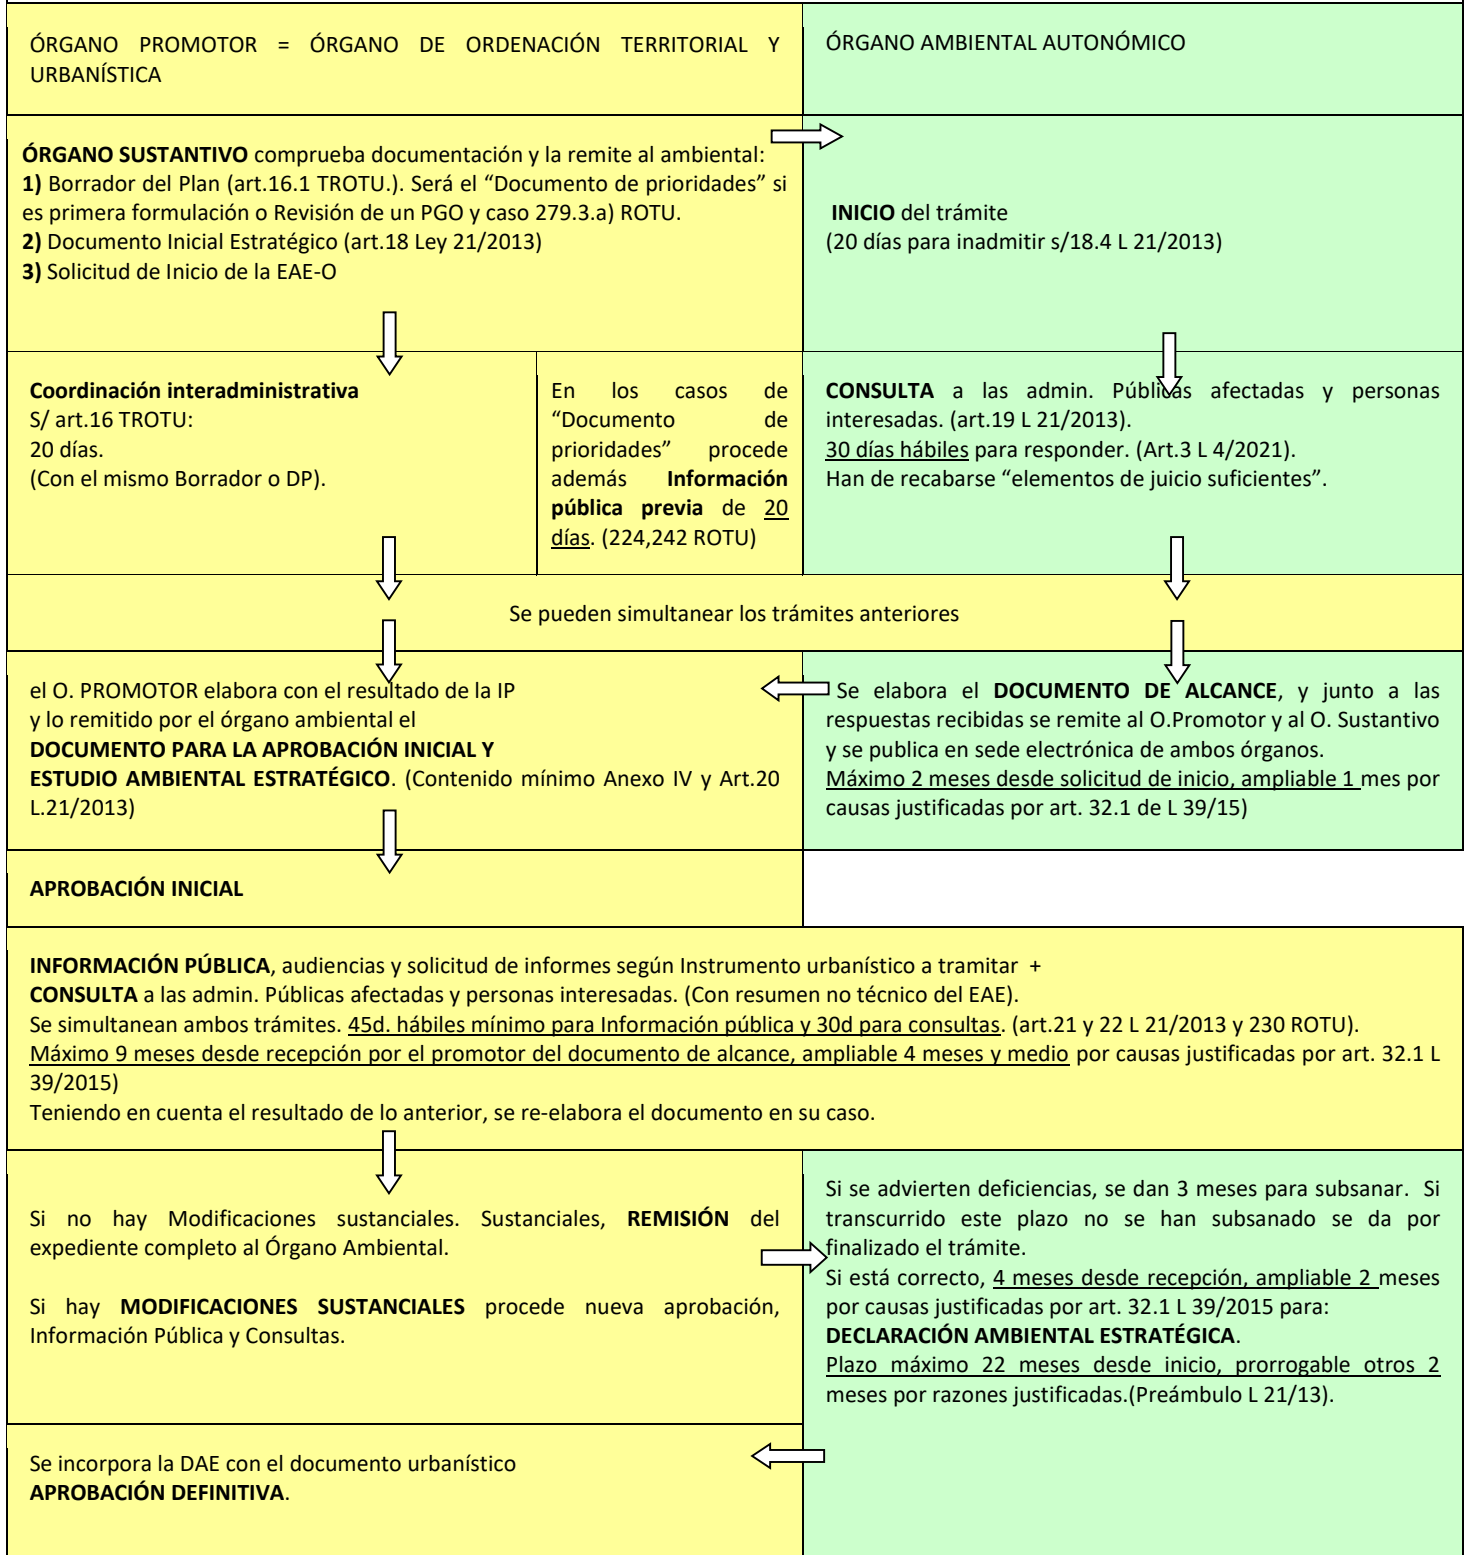 ÓRGANO PROMOTOR = ÓRGANO DE ORDENACIÓN TERRITORIAL Y
URBANÍSTICA
ÓRGANO AMBIENTAL AUTONÓMICO
ÓRGANO SUSTANTIVO comprueba documentación y la remite al ambiental:
1) Borrador del Plan (art.16.1 TROTU.). Será el “Documento de prioridades” si
es primera formulación o Revisión de un PGO y caso 279.3.a) ROTU.
2) Documento Inicial Estratégico (art.18 Ley 21/2013)
3) Solicitud de Inicio de la EAE-O
INICIO del trámite
(20 días para inadmitir s/18.4 L 21/2013)
Coordinación interadministrativa
S/ art.16 TROTU:
20 días.
(Con el mismo Borrador o DP).
En los casos de
“Documento de
prioridades” procede
además Información
pública previa de 20
días. (224,242 ROTU)
CONSULTA a las admin. Públicas afectadas y personas
interesadas. (art.19 L 21/2013).
30 días hábiles para responder. (Art.3 L 4/2021).
Han de recabarse “elementos de juicio suficientes”.
Se pueden simultanear los trámites anteriores
el O. PROMOTOR elabora con el resultado de la IP
y lo remitido por el órgano ambiental el
DOCUMENTO PARA LA APROBACIÓN INICIAL Y
ESTUDIO AMBIENTAL ESTRATÉGICO. (Contenido mínimo Anexo IV y Art.20
L.21/2013)
Se elabora el DOCUMENTO DE ALCANCE, y junto a las
respuestas recibidas se remite al O.Promotor y al O. Sustantivo
y se publica en sede electrónica de ambos órganos.
Máximo 2 meses desde solicitud de inicio, ampliable 1 mes por
causas justificadas por art. 32.1 de L 39/15)
APROBACIÓN INICIAL
INFORMACIÓN PÚBLICA, audiencias y solicitud de informes según Instrumento urbanístico a tramitar +
CONSULTA a las admin. Públicas afectadas y personas interesadas. (Con resumen no técnico del EAE).
Se simultanean ambos trámites. 45d. hábiles mínimo para Información pública y 30d para consultas. (art.21 y 22 L 21/2013 y 230 ROTU).
Máximo 9 meses desde recepción por el promotor del documento de alcance, ampliable 4 meses y medio por causas justificadas por art. 32.1 L
39/2015)
Teniendo en cuenta el resultado de lo anterior, se re-elabora el documento en su caso.
Si no hay Modificaciones sustanciales. Sustanciales, REMISIÓN del
expediente completo al Órgano Ambiental.
Si hay MODIFICACIONES SUSTANCIALES procede nueva aprobación,
Información Pública y Consultas.
Si se advierten deficiencias, se dan 3 meses para subsanar. Si
transcurrido este plazo no se han subsanado se da por
finalizado el trámite.
Si está correcto, 4 meses desde recepción, ampliable 2 meses
por causas justificadas por art. 32.1 L 39/2015 para:
DECLARACIÓN AMBIENTAL ESTRATÉGICA.
Plazo máximo 22 meses desde inicio, prorrogable otros 2
meses por razones justificadas.(Preámbulo L 21/13).
Se incorpora la DAE con el documento urbanístico
APROBACIÓN DEFINITIVA.